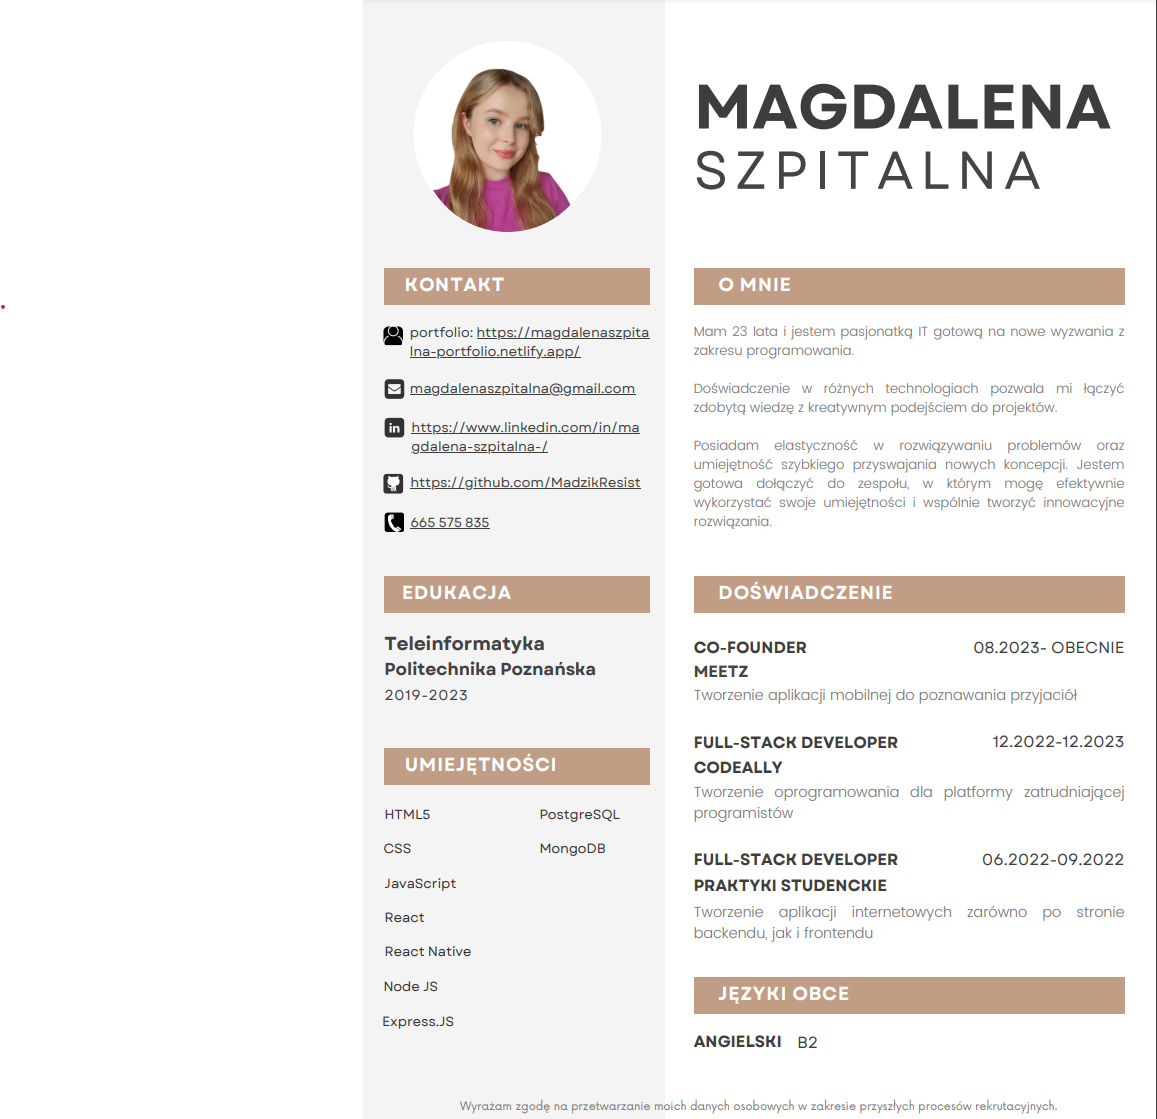 MAGDALENA
SZPITALNA
KONTAKT
portfolio: https://magdalenaszpita
lna-portfolio.netlify.app/
magdalenaszpitalna@gmail.com
in
https://www.linkedin.com/in/ma
gdalena-szpitalna-/
https://github.com/MadzikResist
665 575 835
EDUKACJA
Teleinformatyka
Politechnika Poznańska
2019-2023
UMIEJĘTNOŚCI
HTML5
CSS
JavaScript
React
React Native
Node JS
Express.JS
PostgreSQL
MongoDB
O MNIE
Mam 23 lata i jestem pasjonatką IT gotową na nowe wyzwania z
zakresu programowania.
Doświadczenie w różnych technologiach pozwala mi łączyć
zdobytą wiedzę z kreatywnym podejściem do projektów.
Posiadam elastyczność w rozwiązywaniu problemów oraz
umiejętność szybkiego przyswajania nowych koncepcji. Jestem
gotowa dołączyć do zespołu, w którym mogę efektywnie
wykorzystać swoje umiejętności i wspólnie tworzyć innowacyjne
rozwiązania.
DOŚWIADCZENIE
CO-FOUNDER 08.2023- OBECNIE
MEETZ
Tworzenie aplikacji mobilnej do poznawania przyjaciół
FULL-STACK DEVELOPER 12.2022-12.2023
CODEALLY
Tworzenie oprogramowania dla platformy zatrudniającej
programistów
FULL-STACK DEVELOPER 06.2022-09.2022
PRAKTYKI STUDENCKIE
Tworzenie aplikacji internetowych zarówno po stronie
backendu, jak i frontendu
JĘZYKI OBCE
ANGIELSKI B2
Wyrażam zgodę na przetwarzanie moich danych osobowych w zakresie przyszłych procesów rekrutacyjnych.